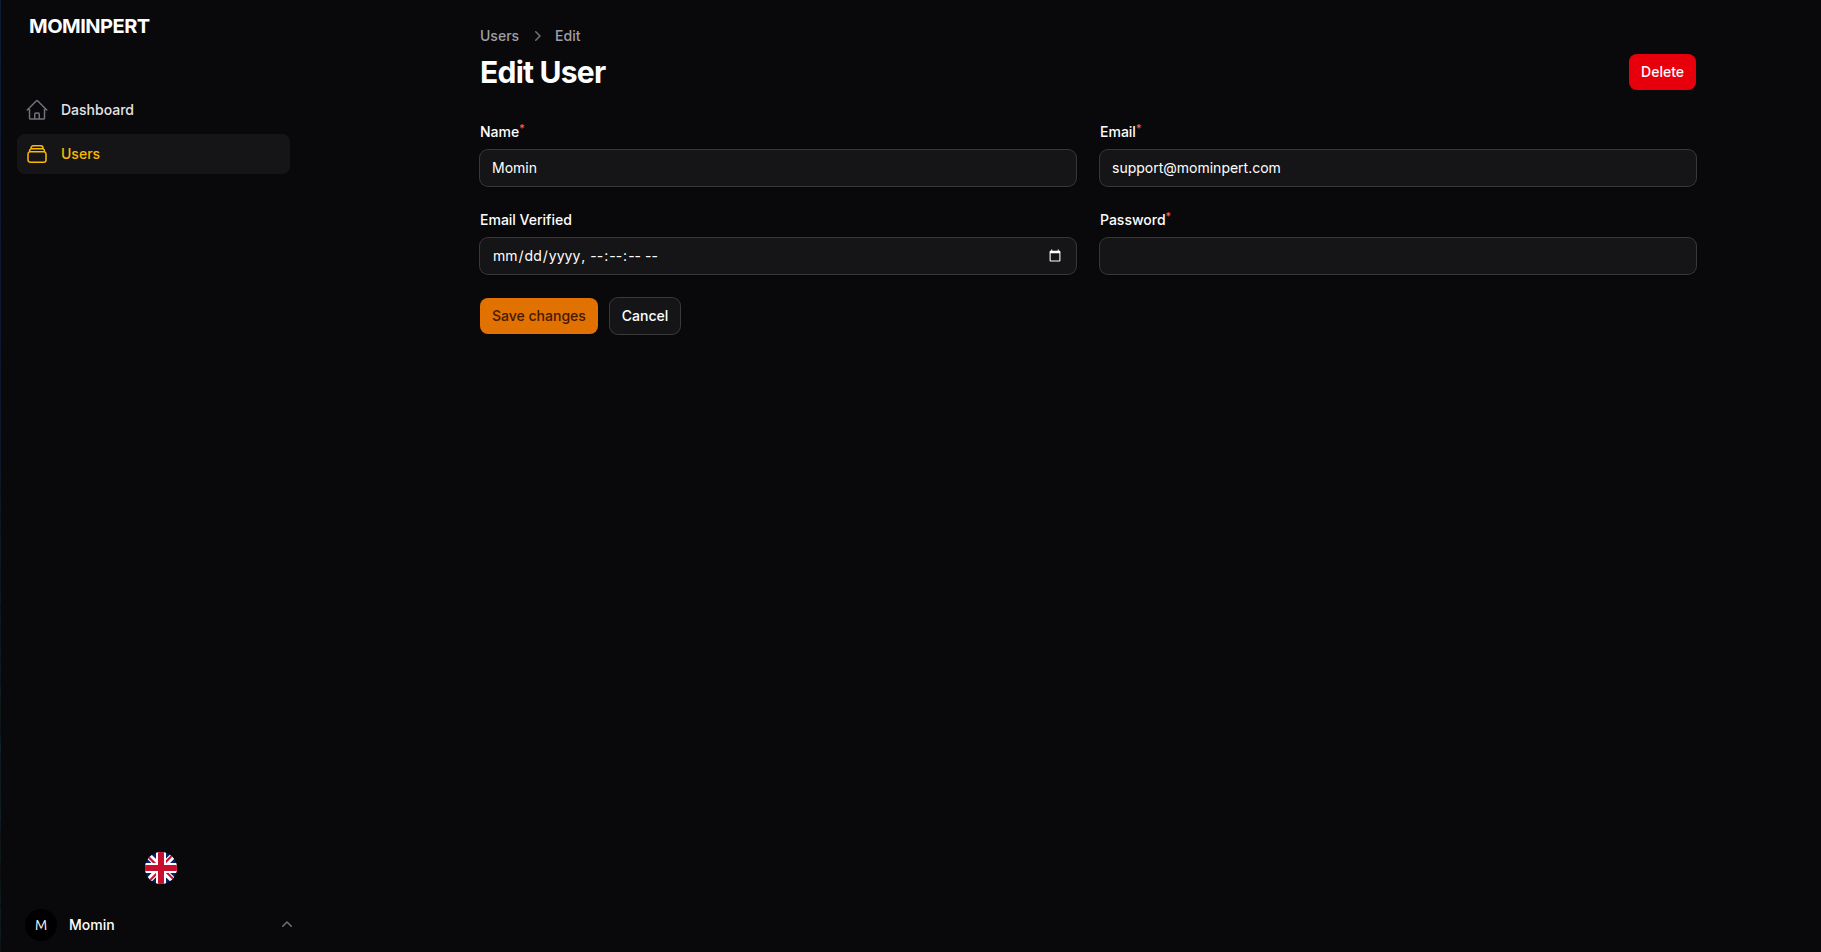 MOMINPERT
Dashboard
Users
Users > Edit
Edit User
Delete
Name*
Momin
Email*
support@mominpert.com
Email Verified
mm/dd/yyyy, --:--:-- --
Password*
Save changes
Cancel
M Momin